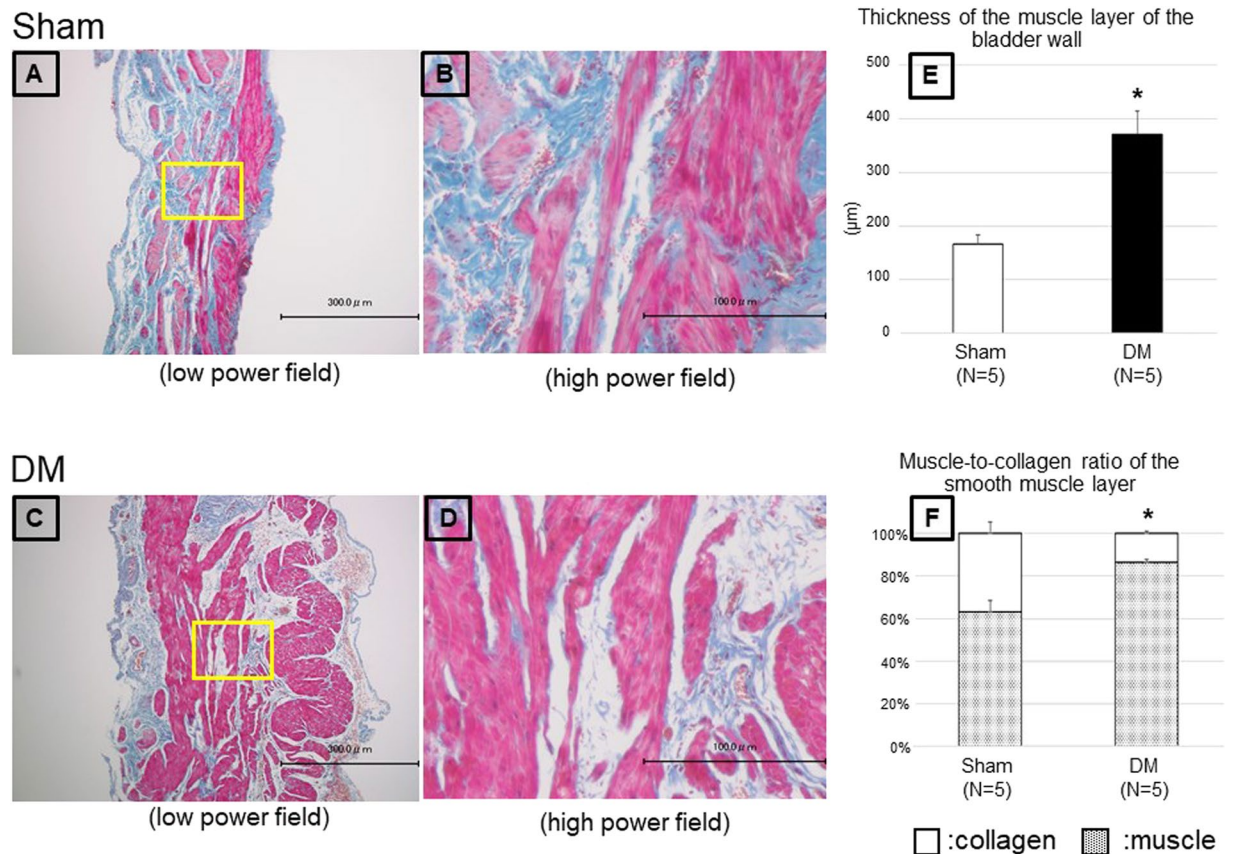 Sham
A
300.0 μm
(low power field)
B
100.0 μm
(high power field)
Thickness of the muscle layer of the
bladder wall
E
500
400
300
200
100
0
(μm)
*
Sham
(N=5)
DM
(N=5)
DM
C
300.0 μm
(low power field)
D
100.0 μm
(high power field)
Muscle-to-collagen ratio of the
smooth muscle layer
F
100%
80%
60%
40%
20%
0%
*
Sham
(N=5)
DM
(N=5)
:collagen :muscle